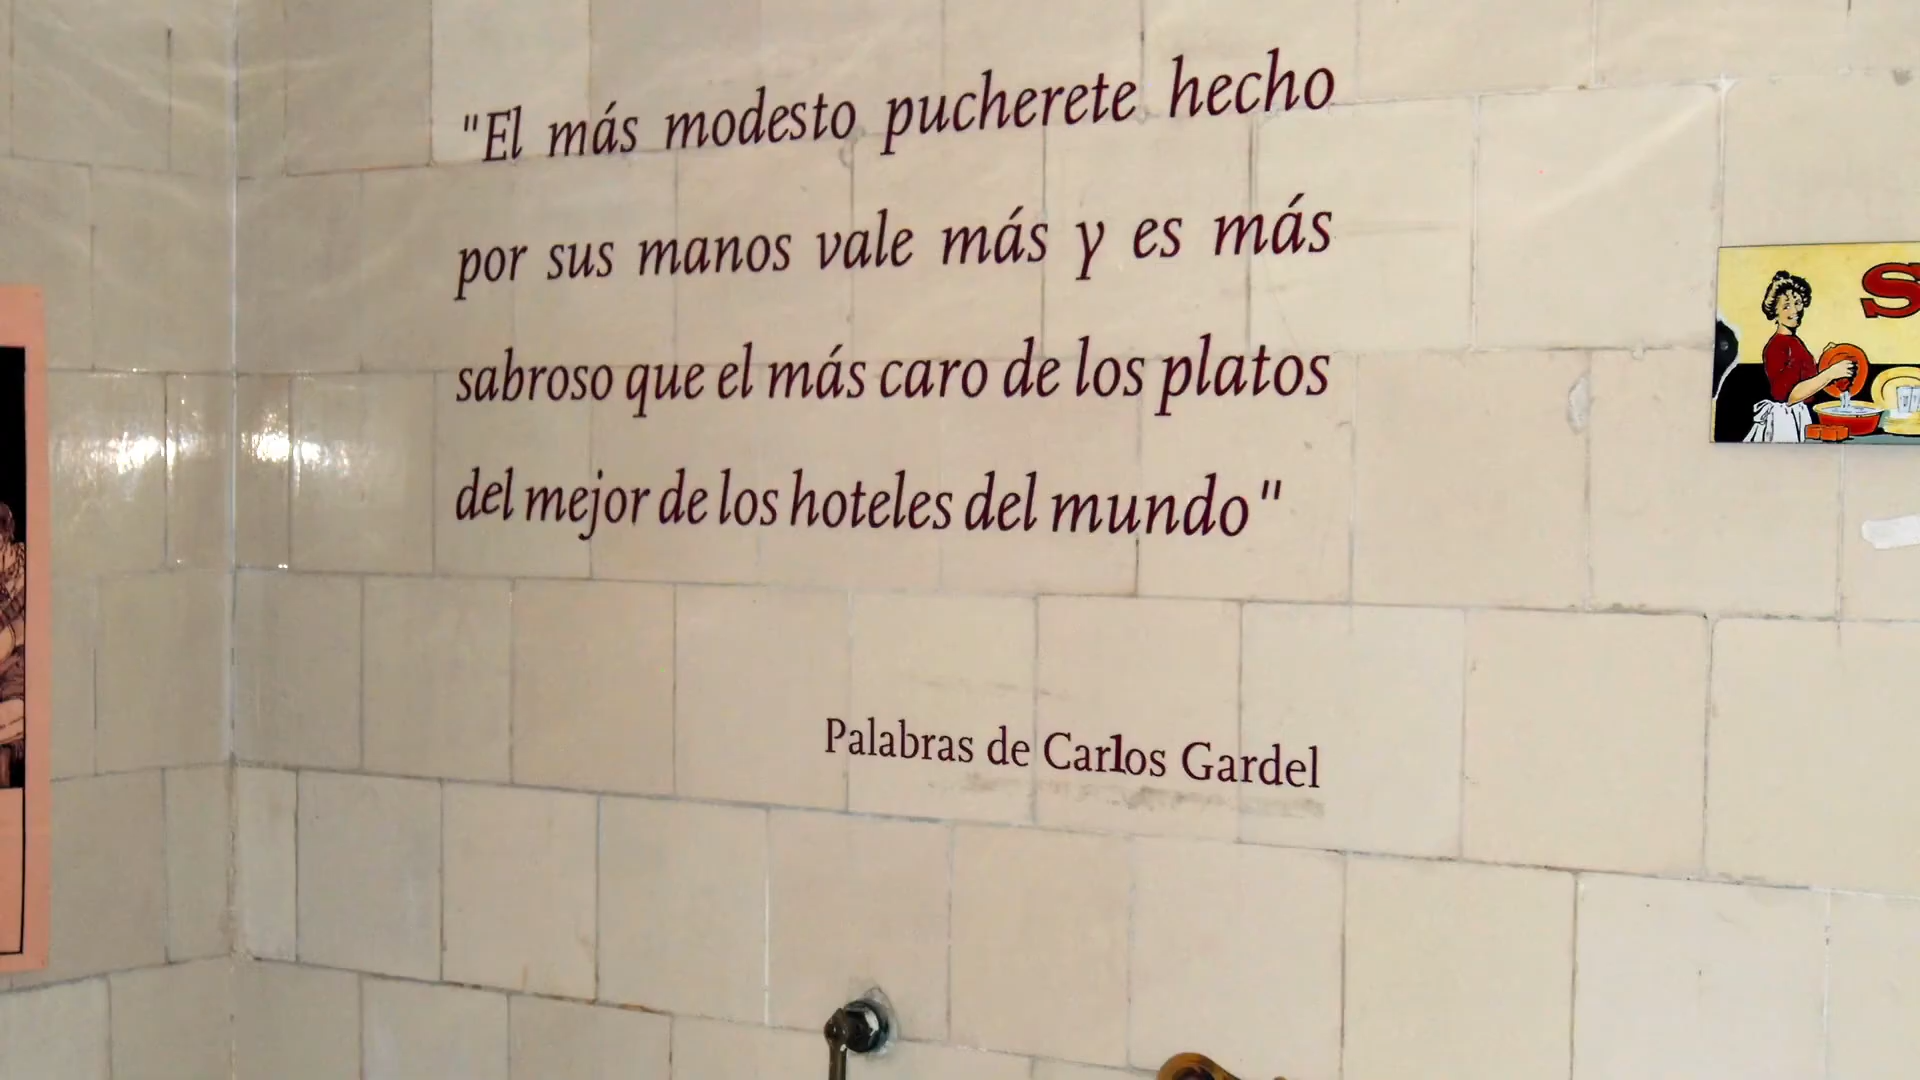 "El más modesto pucherete hecho
por sus manos vale más y es más
sabroso que el más caro de los platos
del mejor de los hoteles del mundo"
Palabras de Carlos Gardel
S